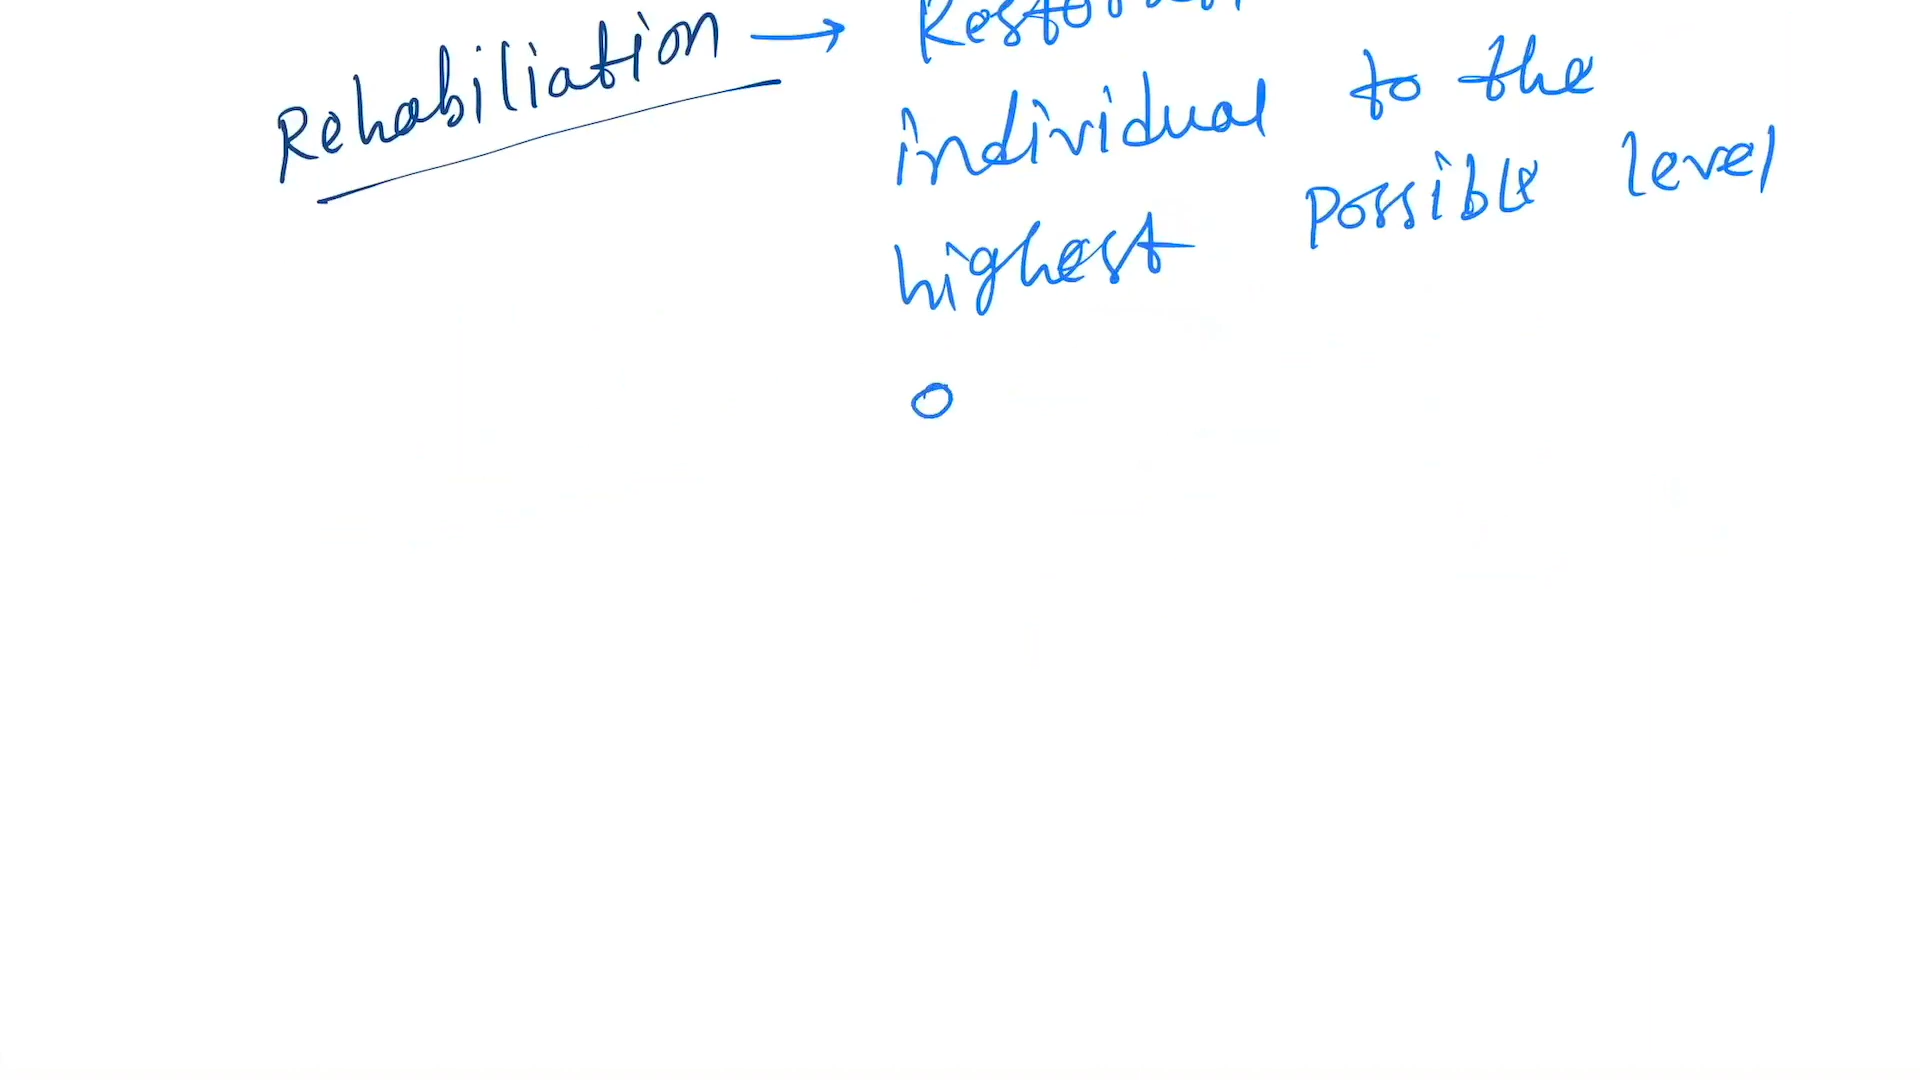 Rehabiliation →
individual to the
highest possible level
o